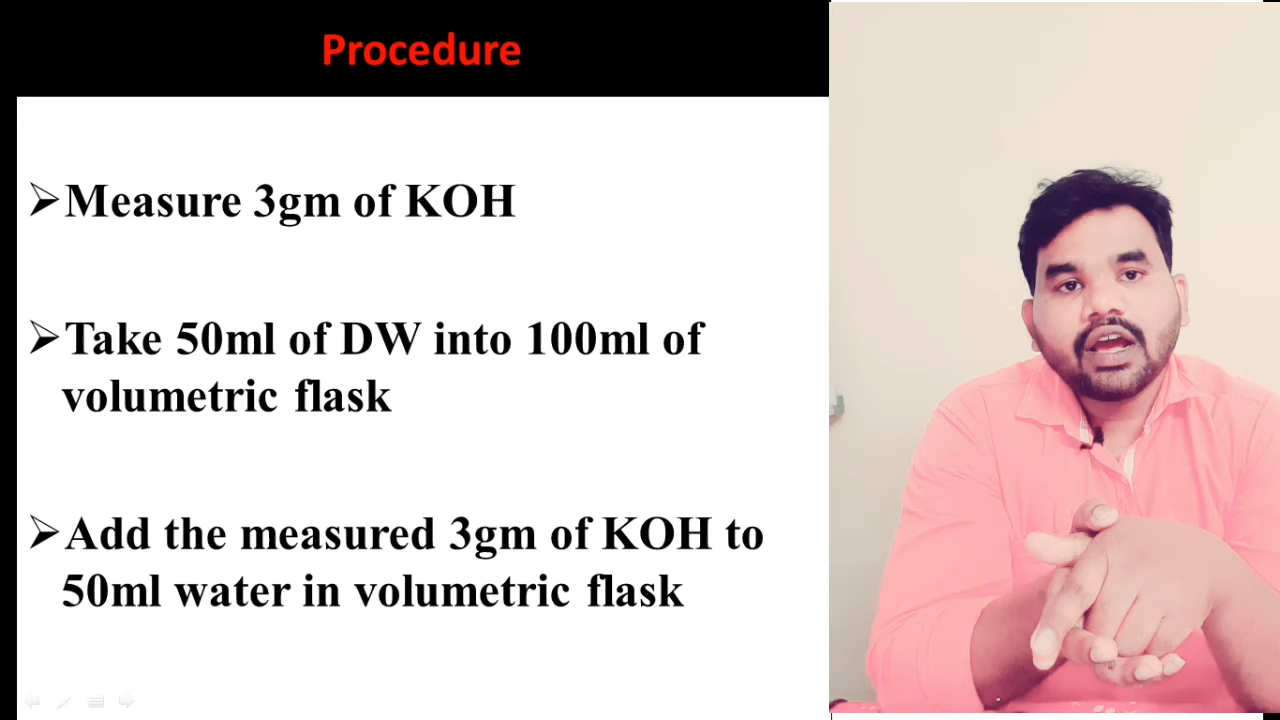 Procedure
➢Measure 3gm of KOH
➢Take 50ml of DW into 100ml of
volumetric flask
➢Add the measured 3gm of KOH to
50ml water in volumetric flask